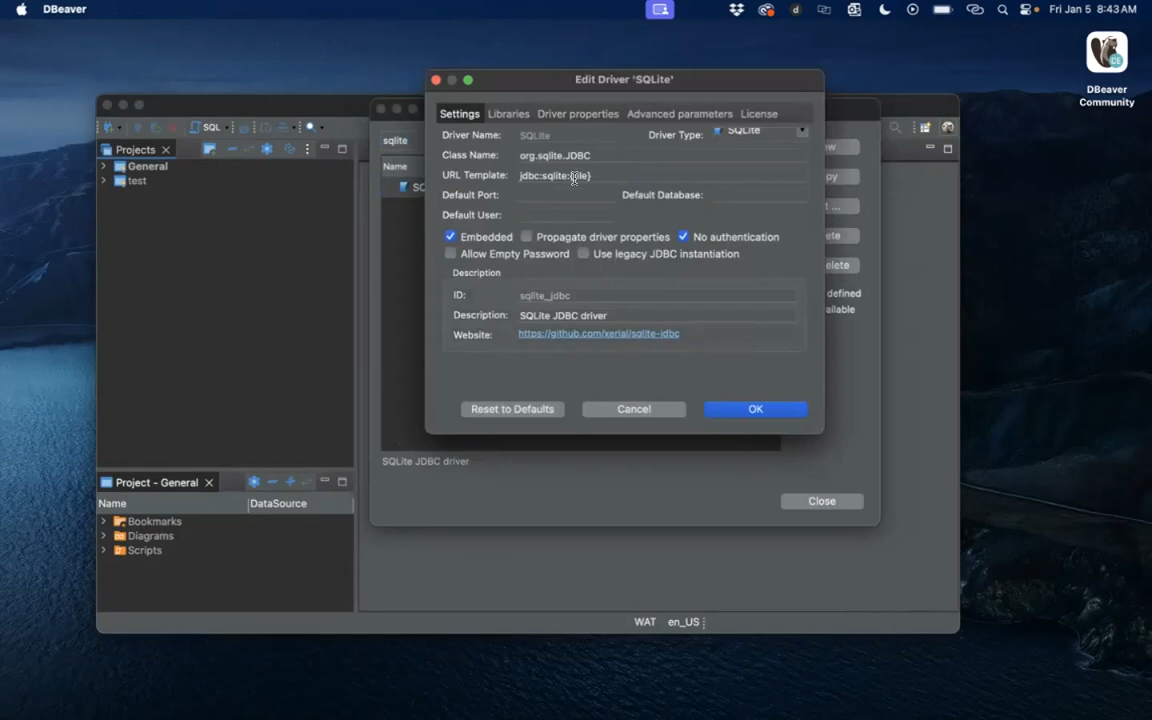 DBeaver
Fri Jan 5 8:43 AM
DBeaver
Community
Edit Driver 'SQLite'
SQL
Projects
General
test
sqlite
Name
Settings
Libraries
Driver properties
Advanced parameters
License
Driver Name: SQLite
Driver Type: SQLite
Class Name: org.sqlite.JDBC
URL Template:
Default Port:
Default Database:
Default User:
Embedded
Propagate driver properties
No authentication
Allow Empty Password
Use legacy JDBC instantiation
Description
ID: sqlite_jdbc
Description: SQLite JDBC driver
Website: https://github.com/xerial/sqlite-jdbc
Reset to Defaults
Cancel
OK
SQLite JDBC driver
Close
Project - General
Name
DataSource
Bookmarks
Diagrams
Scripts
WAT
en_US